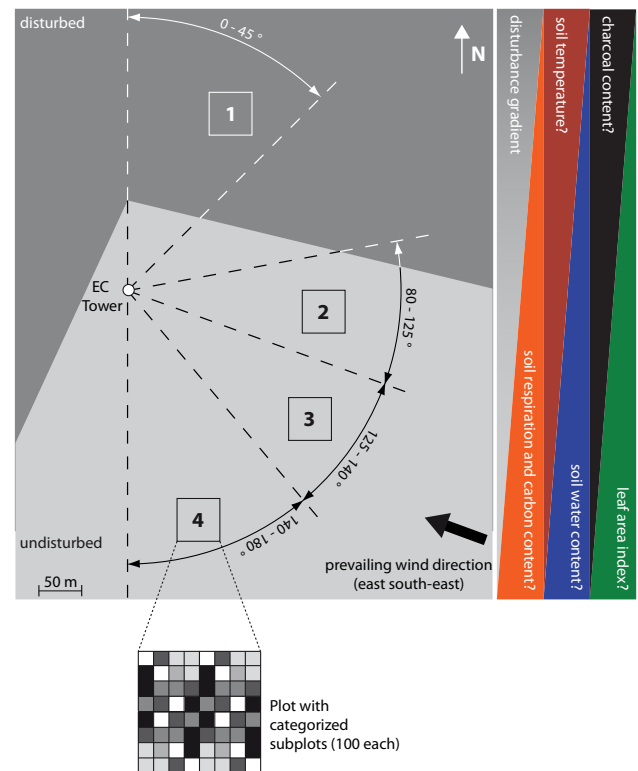 disturbed
0 - 45°
N
1
EC
Tower
2
80 - 125°
3
125 - 140°
4
140 - 180°
undisturbed
50 m
prevailing wind direction
(east south-east)
Plot with
categorized
subplots (100 each)
disturbance gradient
soil respiration and carbon content?
soil temperature?
soil water content?
charcoal content?
leaf area index?